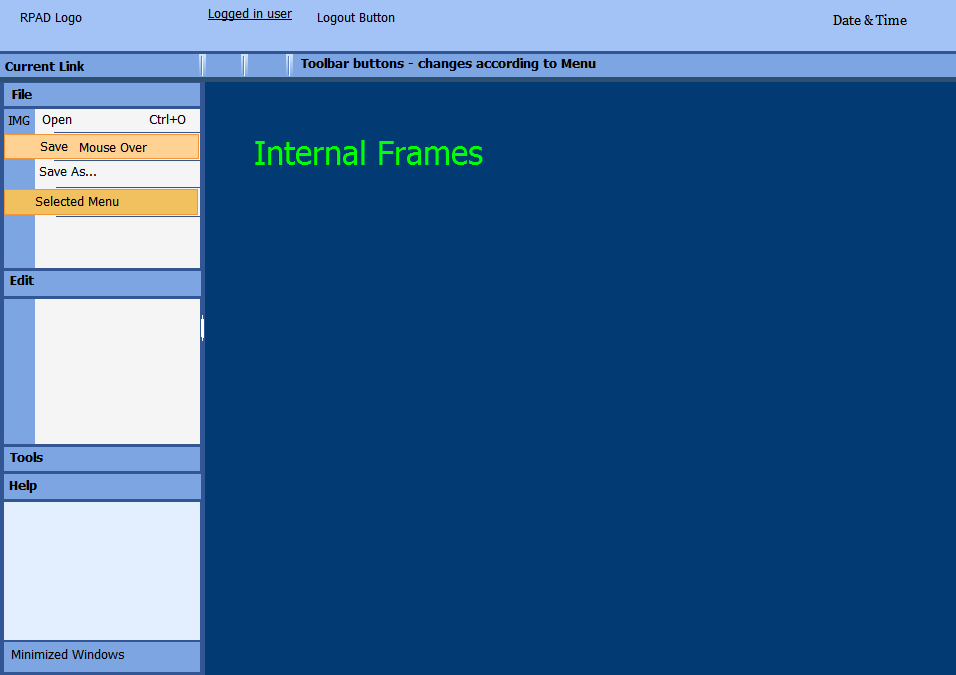 RPAD Logo
Logged in user
Logout Button
Date & Time
Current Link
Toolbar buttons - changes according to Menu
File
IMG Open Ctrl+O
Save Mouse Over
Save As...
Selected Menu
Internal Frames
Edit
Tools
Help
Minimized Windows